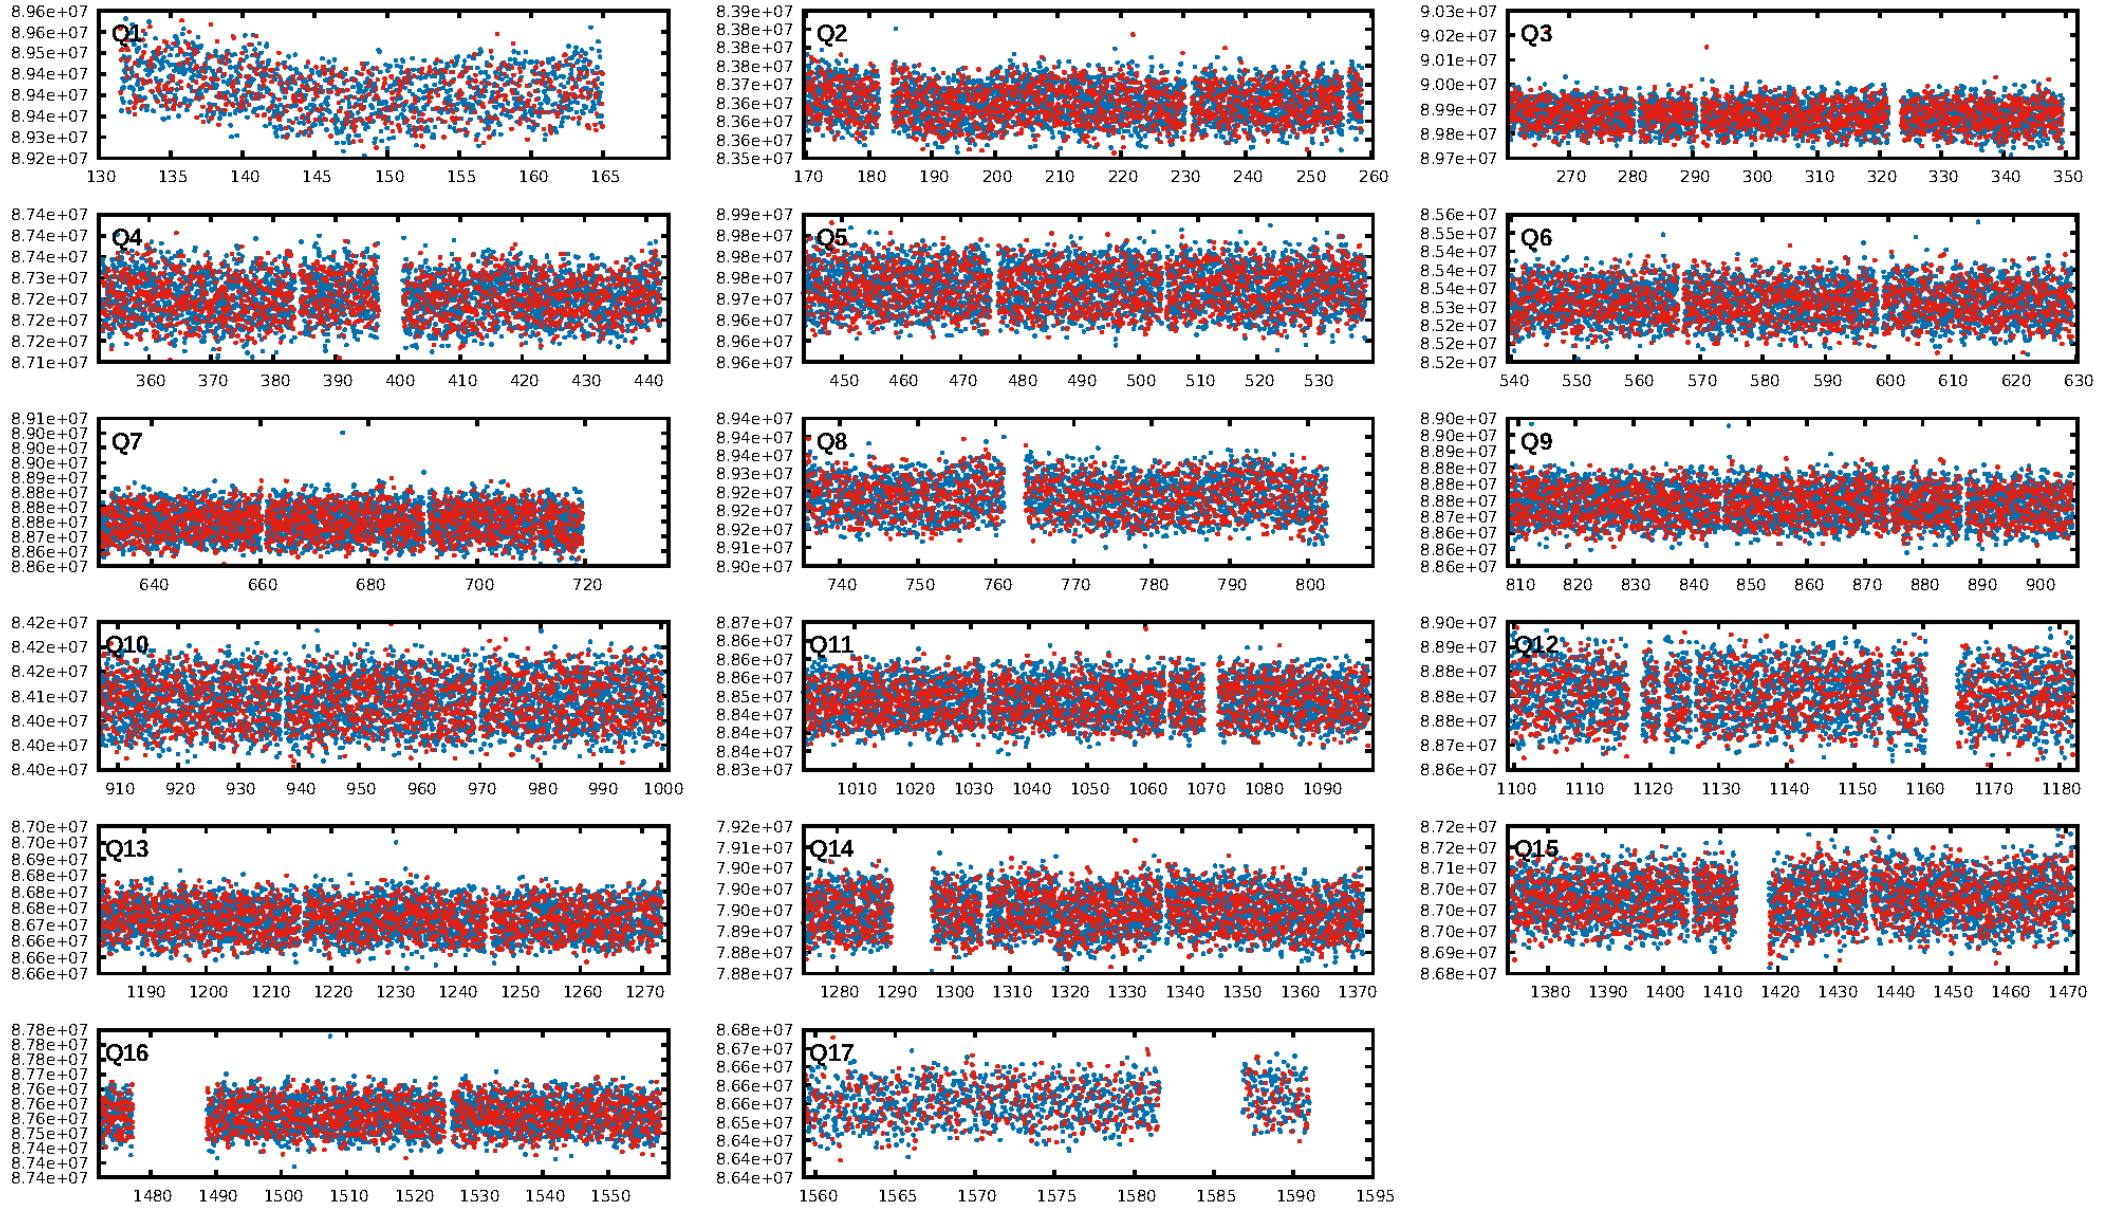 8.96e+07
8.96e+07
8.95e+07
8.94e+07
8.94e+07
8.94e+07
8.93e+07
8.92e+07
Q1
130 135 140 145 150 155 160 165
8.39e+07
8.38e+07
8.38e+07
8.38e+07
8.37e+07
8.36e+07
8.36e+07
8.36e+07
8.35e+07
Q2
170 180 190 200 210 220 230 240 250 260
9.03e+07
9.02e+07
9.01e+07
9.00e+07
8.99e+07
8.98e+07
8.97e+07
Q3
270 280 290 300 310 320 330 340 350
8.74e+07
8.74e+07
8.74e+07
8.73e+07
8.72e+07
8.72e+07
8.72e+07
8.71e+07
Q4
360 370 380 390 400 410 420 430 440
8.99e+07
8.98e+07
8.98e+07
8.98e+07
8.97e+07
8.96e+07
8.96e+07
8.96e+07
Q5
450 460 470 480 490 500 510 520 530
8.56e+07
8.55e+07
8.54e+07
8.54e+07
8.54e+07
8.53e+07
8.52e+07
8.52e+07
8.52e+07
Q6
540 550 560 570 580 590 600 610 620 630
8.91e+07
8.90e+07
8.90e+07
8.90e+07
8.89e+07
8.88e+07
8.88e+07
8.88e+07
8.87e+07
8.86e+07
8.86e+07
Q7
640 660 680 700 720
8.94e+07
8.94e+07
8.94e+07
8.93e+07
8.92e+07
8.92e+07
8.92e+07
8.91e+07
8.90e+07
Q8
740 750 760 770 780 790 800
8.90e+07
8.90e+07
8.89e+07
8.88e+07
8.88e+07
8.88e+07
8.87e+07
8.86e+07
8.86e+07
8.86e+07
Q9
810 820 830 840 850 860 870 880 890 900
8.42e+07
8.42e+07
8.42e+07
8.41e+07
8.40e+07
8.40e+07
8.40e+07
Q10
910 920 930 940 950 960 970 980 990 1000
8.87e+07
8.86e+07
8.86e+07
8.86e+07
8.85e+07
8.84e+07
8.84e+07
8.84e+07
8.83e+07
Q11
1010 1020 1030 1040 1050 1060 1070 1080 1090
8.90e+07
8.89e+07
8.88e+07
8.88e+07
8.88e+07
8.87e+07
8.86e+07
Q12
1100 1110 1120 1130 1140 1150 1160 1170 1180
8.70e+07
8.70e+07
8.69e+07
8.68e+07
8.68e+07
8.68e+07
8.67e+07
8.66e+07
8.66e+07
8.66e+07
Q13
1190 1200 1210 1220 1230 1240 1250 1260 1270
7.92e+07
7.91e+07
7.90e+07
7.90e+07
7.90e+07
7.89e+07
7.88e+07
7.88e+07
Q14
1280 1290 1300 1310 1320 1330 1340 1350 1360 1370
8.72e+07
8.72e+07
8.71e+07
8.70e+07
8.70e+07
8.70e+07
8.69e+07
8.68e+07
Q15
1380 1390 1400 1410 1420 1430 1440 1450 1460 1470
8.78e+07
8.78e+07
8.78e+07
8.77e+07
8.76e+07
8.76e+07
8.76e+07
8.75e+07
8.74e+07
8.74e+07
8.74e+07
Q16
1480 1490 1500 1510 1520 1530 1540 1550
8.68e+07
8.67e+07
8.66e+07
8.66e+07
8.66e+07
8.65e+07
8.64e+07
8.64e+07
8.64e+07
Q17
1560 1565 1570 1575 1580 1585 1590 1595